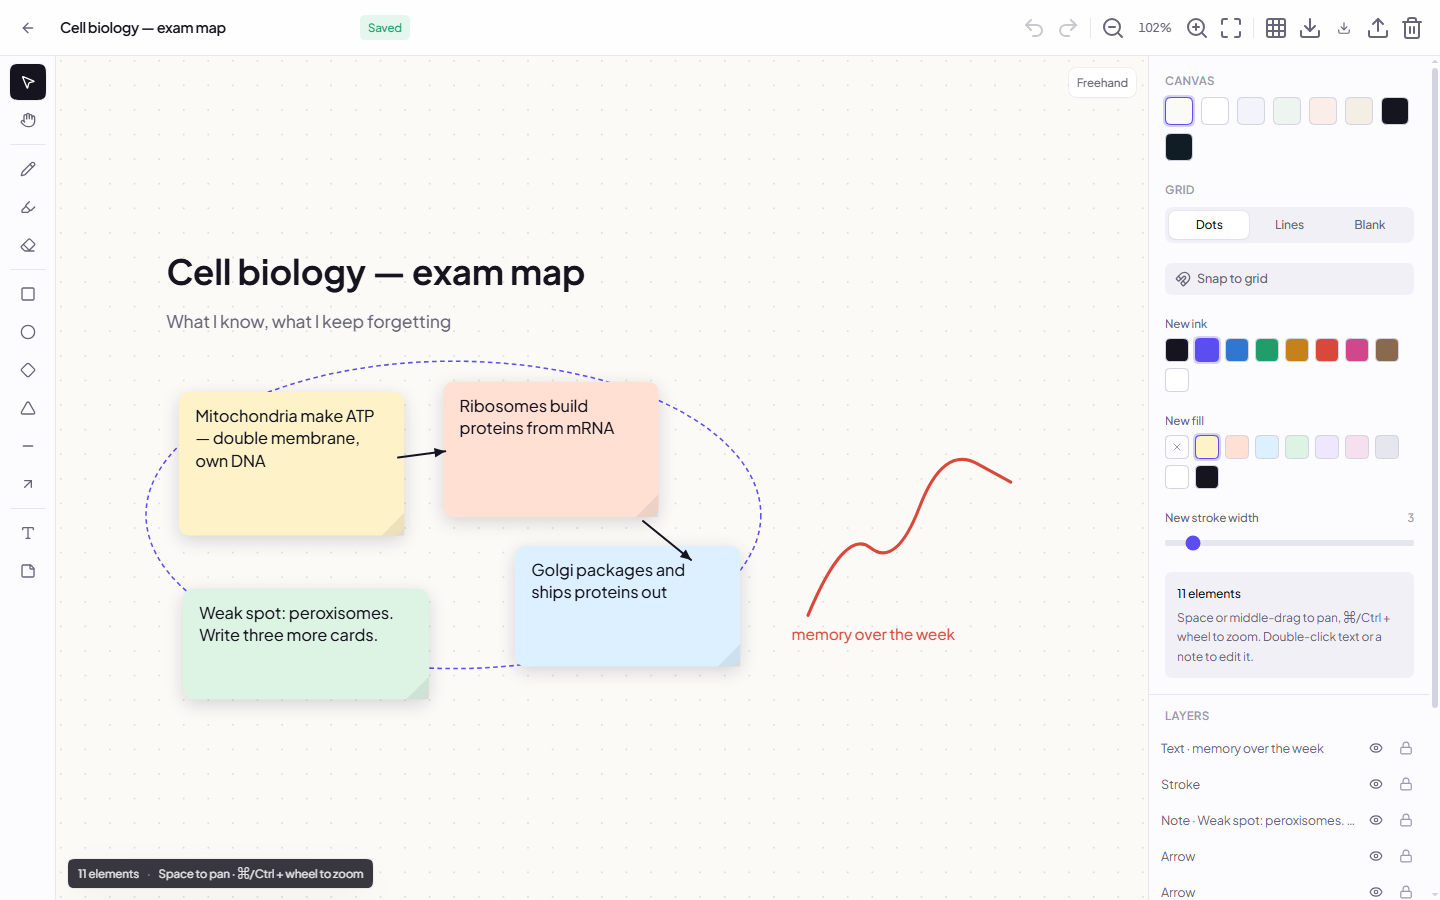 Cell biology — exam map
Saved
102%
Freehand
Cell biology — exam map
What I know, what I keep forgetting
Mitochondria make ATP
— double membrane,
own DNA
Ribosomes build
proteins from mRNA
Golgi packages and
ships proteins out
Weak spot: peroxisomes.
Write three more cards.
memory over the week
11 elements · Space to pan · ⌘/Ctrl + wheel to zoom
CANVAS
GRID
Dots
Lines
Blank
Snap to grid
New ink
New fill
New stroke width
3
11 elements
Space or middle-drag to pan, ⌘/Ctrl +
wheel to zoom. Double-click text or a
note to edit it.
LAYERS
Text · memory over the week
Stroke
Note · Weak spot: peroxisomes. ...
Arrow
Arrow